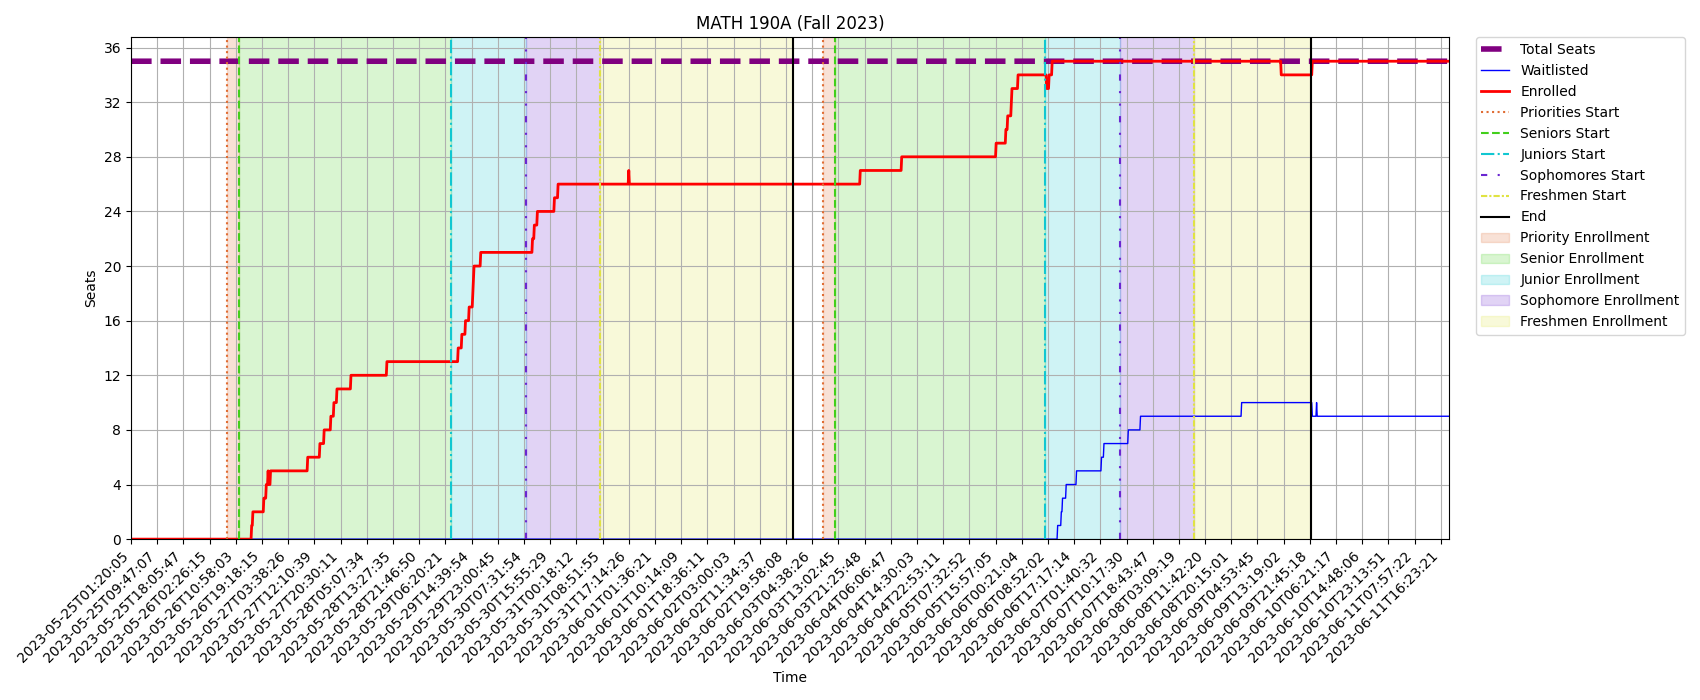 MATH 190A (Fall 2023)
36
32
28
24
20
16
12
8
4
0
Seats
2023-05-25T01:20:05
2023-05-25T09:47:07
2023-05-25T18:05:47
2023-05-26T02:26:15
2023-05-26T10:58:03
2023-05-26T19:18:15
2023-05-27T03:38:26
2023-05-27T12:10:39
2023-05-27T20:30:11
2023-05-28T05:07:34
2023-05-28T13:27:35
2023-05-28T21:46:50
2023-05-29T06:20:21
2023-05-29T14:39:54
2023-05-29T23:00:45
2023-05-30T07:31:54
2023-05-30T15:55:29
2023-05-31T00:18:12
2023-05-31T08:51:55
2023-05-31T17:14:26
2023-06-01T01:36:21
2023-06-01T10:14:09
2023-06-01T18:36:11
2023-06-02T03:00:03
2023-06-02T11:34:37
2023-06-02T19:58:08
2023-06-03T04:38:26
2023-06-03T13:02:45
2023-06-03T21:25:48
2023-06-04T06:06:47
2023-06-04T14:30:03
2023-06-04T22:53:11
2023-06-05T07:32:52
2023-06-05T15:57:05
2023-06-06T00:21:04
2023-06-06T08:52:02
2023-06-06T17:17:14
2023-06-07T01:40:32
2023-06-07T10:17:30
2023-06-07T18:43:47
2023-06-08T03:09:19
2023-06-08T11:42:20
2023-06-08T20:15:01
2023-06-09T04:53:45
2023-06-09T13:19:02
2023-06-09T21:45:18
2023-06-10T06:21:17
2023-06-10T14:48:06
2023-06-10T23:13:51
2023-06-11T07:57:22
2023-06-11T16:23:21
Time
Total Seats
Waitlisted
Enrolled
Priorities Start
Seniors Start
Juniors Start
Sophomores Start
Freshmen Start
End
Priority Enrollment
Senior Enrollment
Junior Enrollment
Sophomore Enrollment
Freshmen Enrollment